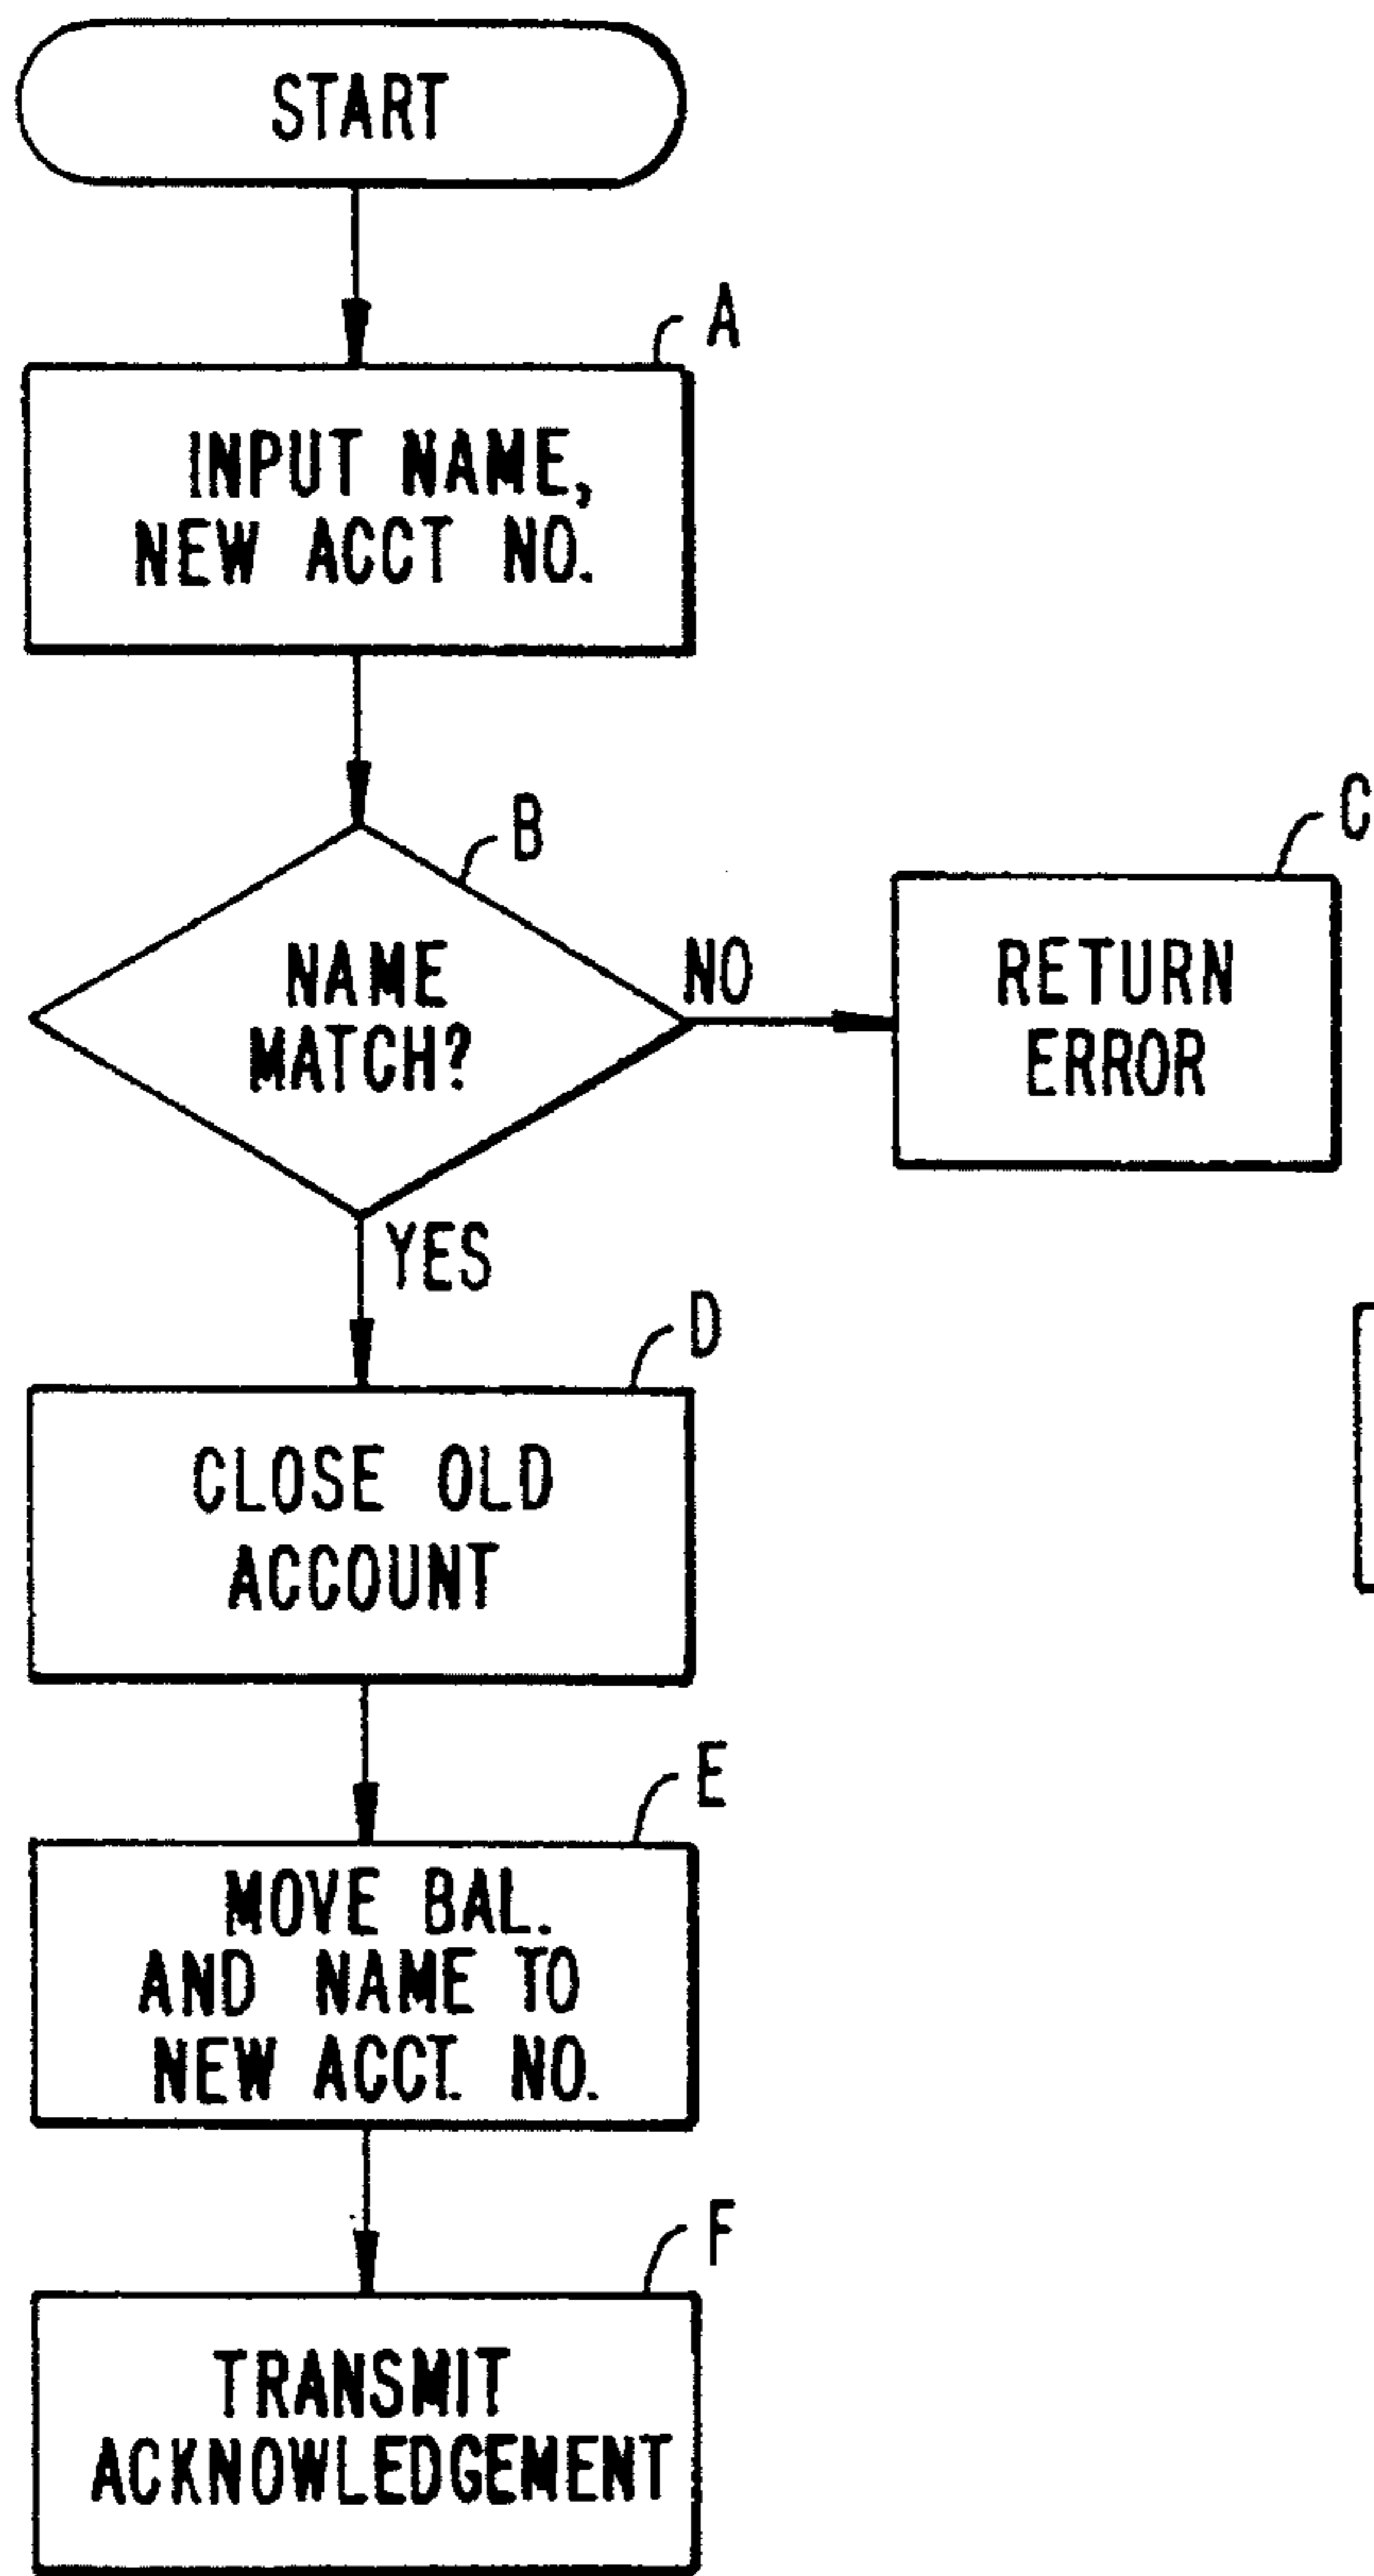 START
A
INPUT NAME,
NEW ACCT NO.
B
NAME
MATCH?
NO
C
RETURN
ERROR
YES
D
CLOSE OLD
ACCOUNT
E
MOVE BAL.
AND NAME TO
NEW ACCT. NO.
F
TRANSMIT
ACKNOWLEDGEMENT